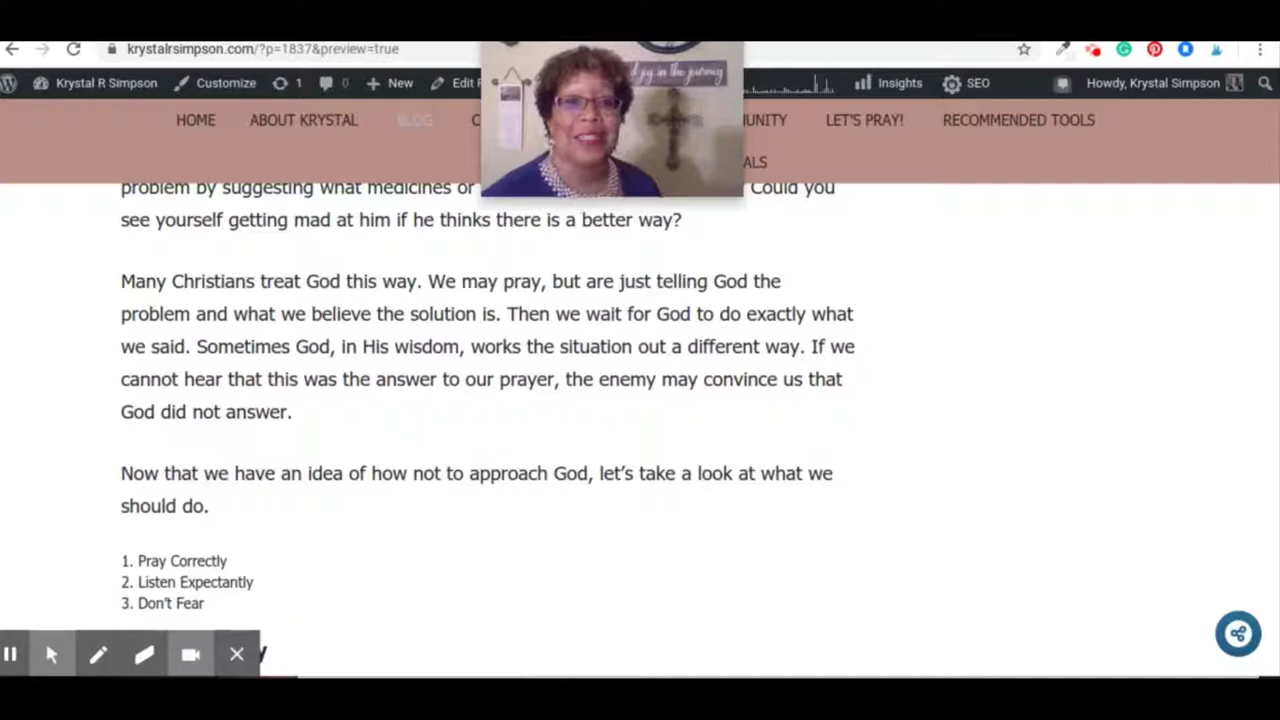 krystalrsimpson.com/?p=1837&preview=true
Krystal R Simpson Customize 1 0 New Edit Insights SEO Howdy, Krystal Simpson
joy in the journey
HOME ABOUT KRYSTAL BLOG LET'S PRAY! RECOMMENDED TOOLS
problem by suggesting what medicines or Could you
see yourself getting mad at him if he thinks there is a better way?
Many Christians treat God this way. We may pray, but are just telling God the
problem and what we believe the solution is. Then we wait for God to do exactly what
we said. Sometimes God, in His wisdom, works the situation out a different way. If we
cannot hear that this was the answer to our prayer, the enemy may convince us that
God did not answer.
Now that we have an idea of how not to approach God, let's take a look at what we
should do.
1. Pray Correctly
2. Listen Expectantly
3. Don't Fear